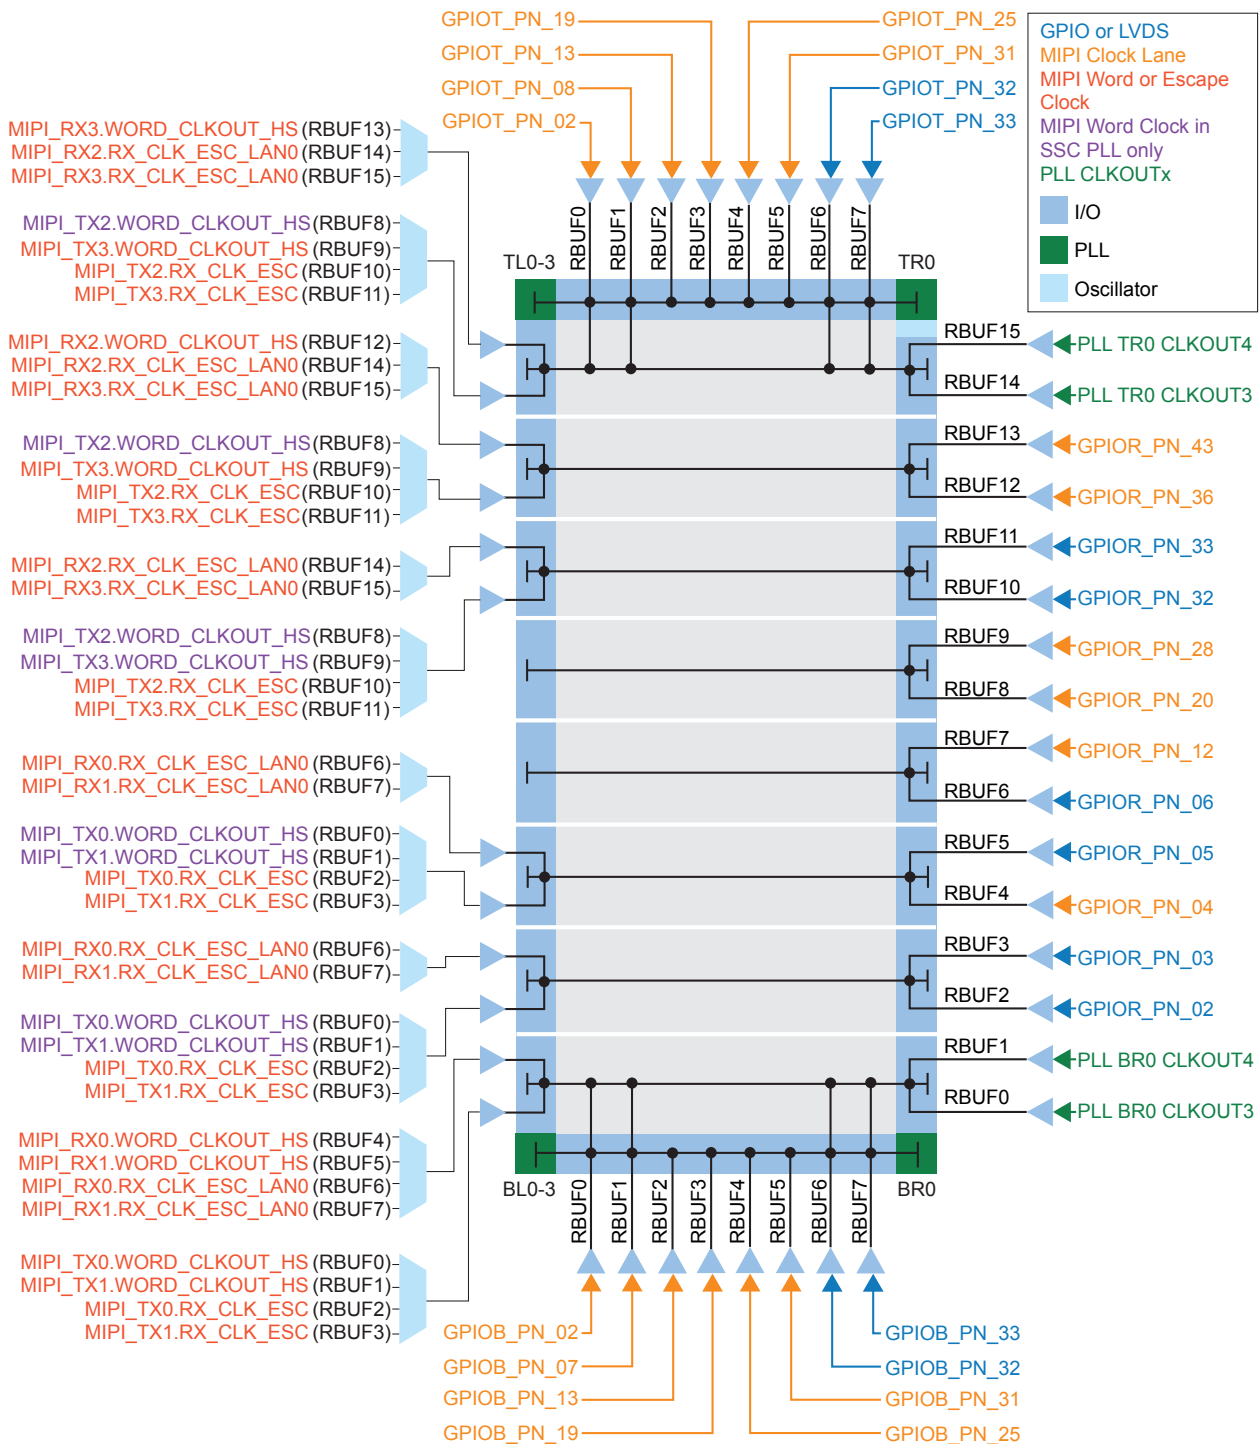 GPIOT_PN_19
GPIOT_PN_13
GPIOT_PN_08
GPIOT_PN_02
GPIOT_PN_25
GPIOT_PN_31
GPIOT_PN_32
GPIOT_PN_33
GPIO or LVDS
MIPI Clock Lane
MIPI Word or Escape
Clock
MIPI Word Clock in
SSC PLL only
PLL CLKOUTx
I/O
PLL
Oscillator
MIPI_RX3.WORD_CLKOUT_HS (RBUF13)
MIPI_RX2.RX_CLK_ESC_LAN0 (RBUF14)
MIPI_RX3.RX_CLK_ESC_LAN0 (RBUF15)
MIPI_TX2.WORD_CLKOUT_HS (RBUF8)
MIPI_TX3.WORD_CLKOUT_HS (RBUF9)
MIPI_TX2.RX_CLK_ESC (RBUF10)
MIPI_TX3.RX_CLK_ESC (RBUF11)
MIPI_RX2.WORD_CLKOUT_HS (RBUF12)
MIPI_RX2.RX_CLK_ESC_LAN0 (RBUF14)
MIPI_RX3.RX_CLK_ESC_LAN0 (RBUF15)
MIPI_TX2.WORD_CLKOUT_HS (RBUF8)
MIPI_TX3.WORD_CLKOUT_HS (RBUF9)
MIPI_TX2.RX_CLK_ESC (RBUF10)
MIPI_TX3.RX_CLK_ESC (RBUF11)
MIPI_RX2.RX_CLK_ESC_LAN0 (RBUF14)
MIPI_RX3.RX_CLK_ESC_LAN0 (RBUF15)
MIPI_TX2.WORD_CLKOUT_HS (RBUF8)
MIPI_TX3.WORD_CLKOUT_HS (RBUF9)
MIPI_TX2.RX_CLK_ESC (RBUF10)
MIPI_TX3.RX_CLK_ESC (RBUF11)
MIPI_RX0.RX_CLK_ESC_LAN0 (RBUF6)
MIPI_RX1.RX_CLK_ESC_LAN0 (RBUF7)
MIPI_TX0.WORD_CLKOUT_HS (RBUF0)
MIPI_TX1.WORD_CLKOUT_HS (RBUF1)
MIPI_TX0.RX_CLK_ESC (RBUF2)
MIPI_TX1.RX_CLK_ESC (RBUF3)
MIPI_RX0.RX_CLK_ESC_LAN0 (RBUF6)
MIPI_RX1.RX_CLK_ESC_LAN0 (RBUF7)
MIPI_TX0.WORD_CLKOUT_HS (RBUF0)
MIPI_TX1.WORD_CLKOUT_HS (RBUF1)
MIPI_TX0.RX_CLK_ESC (RBUF2)
MIPI_TX1.RX_CLK_ESC (RBUF3)
MIPI_RX0.WORD_CLKOUT_HS (RBUF4)
MIPI_RX1.WORD_CLKOUT_HS (RBUF5)
MIPI_RX0.RX_CLK_ESC_LAN0 (RBUF6)
MIPI_RX1.RX_CLK_ESC_LAN0 (RBUF7)
MIPI_TX0.WORD_CLKOUT_HS (RBUF0)
MIPI_TX1.WORD_CLKOUT_HS (RBUF1)
MIPI_TX0.RX_CLK_ESC (RBUF2)
MIPI_TX1.RX_CLK_ESC (RBUF3)
TL0-3
RBUF0
RBUF1
RBUF2
RBUF3
RBUF4
RBUF5
RBUF6
RBUF7
TR0
RBUF15
PLL TR0 CLKOUT4
RBUF14
PLL TR0 CLKOUT3
RBUF13
GPIOR_PN_43
RBUF12
GPIOR_PN_36
RBUF11
GPIOR_PN_33
RBUF10
GPIOR_PN_32
RBUF9
GPIOR_PN_28
RBUF8
GPIOR_PN_20
RBUF7
GPIOR_PN_12
RBUF6
GPIOR_PN_06
RBUF5
GPIOR_PN_05
RBUF4
GPIOR_PN_04
RBUF3
GPIOR_PN_03
RBUF2
GPIOR_PN_02
RBUF1
PLL BR0 CLKOUT4
RBUF0
PLL BR0 CLKOUT3
BL0-3
RBUF0
RBUF1
RBUF2
RBUF3
RBUF4
RBUF5
RBUF6
RBUF7
BR0
GPIOB_PN_02
GPIOB_PN_07
GPIOB_PN_13
GPIOB_PN_19
GPIOB_PN_33
GPIOB_PN_32
GPIOB_PN_31
GPIOB_PN_25